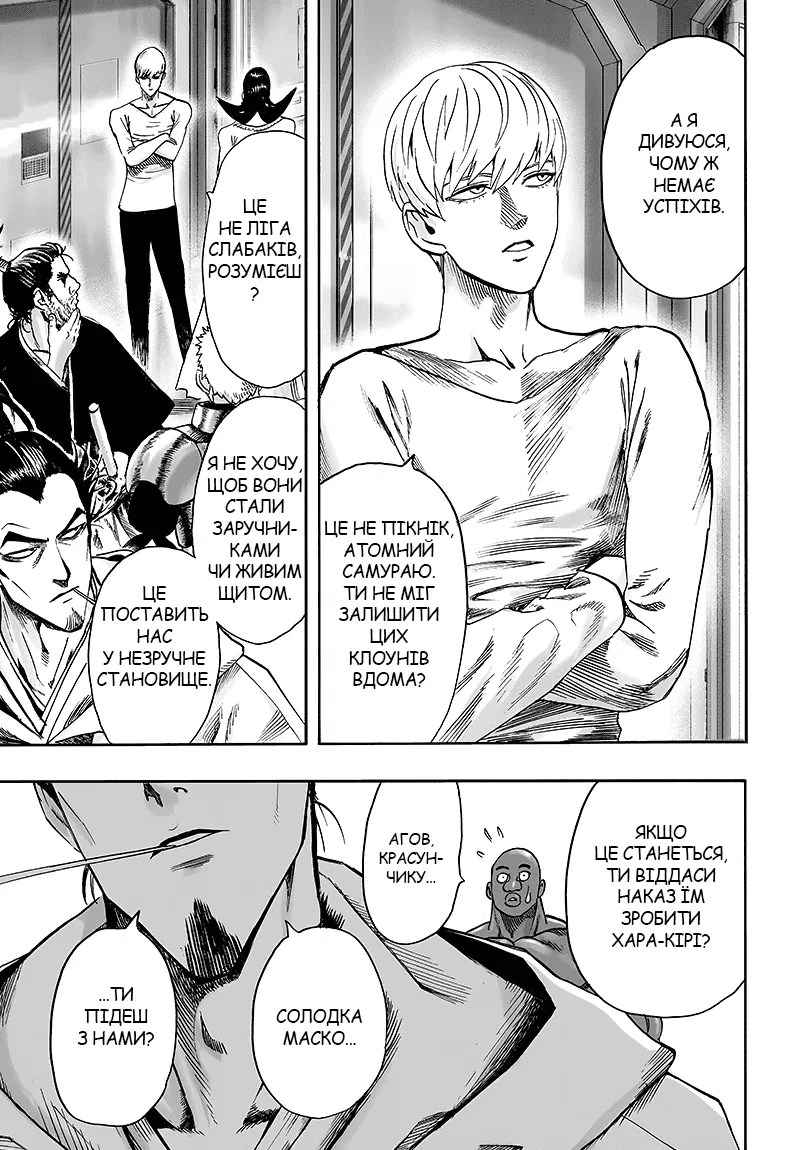 А Я
ДИВУЮСЯ,
ЧОМУ Ж
НЕМАЄ
УСПІХІВ.
ЦЕ НЕ ПІКНІК,
АТОМНИЙ
САМУРАЮ.
ТИ НЕ МІГ
ЗАЛИШИТИ
ЦИХ
КЛОУНІВ
ВДОМА?
ЦЕ
НЕ ЛІГА
СЛАБАКІВ,
РОЗУМІЄШ
?
Я НЕ ХОЧУ,
ЩОБ ВОНИ
СТАЛИ
ЗАРУЧНИ-
КАМИ
ЧИ ЖИВИМ
ЩИТОМ.
ЦЕ
ПОСТАВИТЬ
НАС
У НЕЗРУЧНЕ
СТАНОВИЩЕ.
ЯКЩО
ЦЕ СТАНЕТЬСЯ,
ТИ ВІДДАСИ
НАКАЗ ЇМ
ЗРОБИТИ
ХАРА-КІРІ?
АГОВ,
КРАСУН-
ЧИКУ...
СОЛОДКА
МАСКО...
...ТИ
ПІДЕШ
З НАМИ?